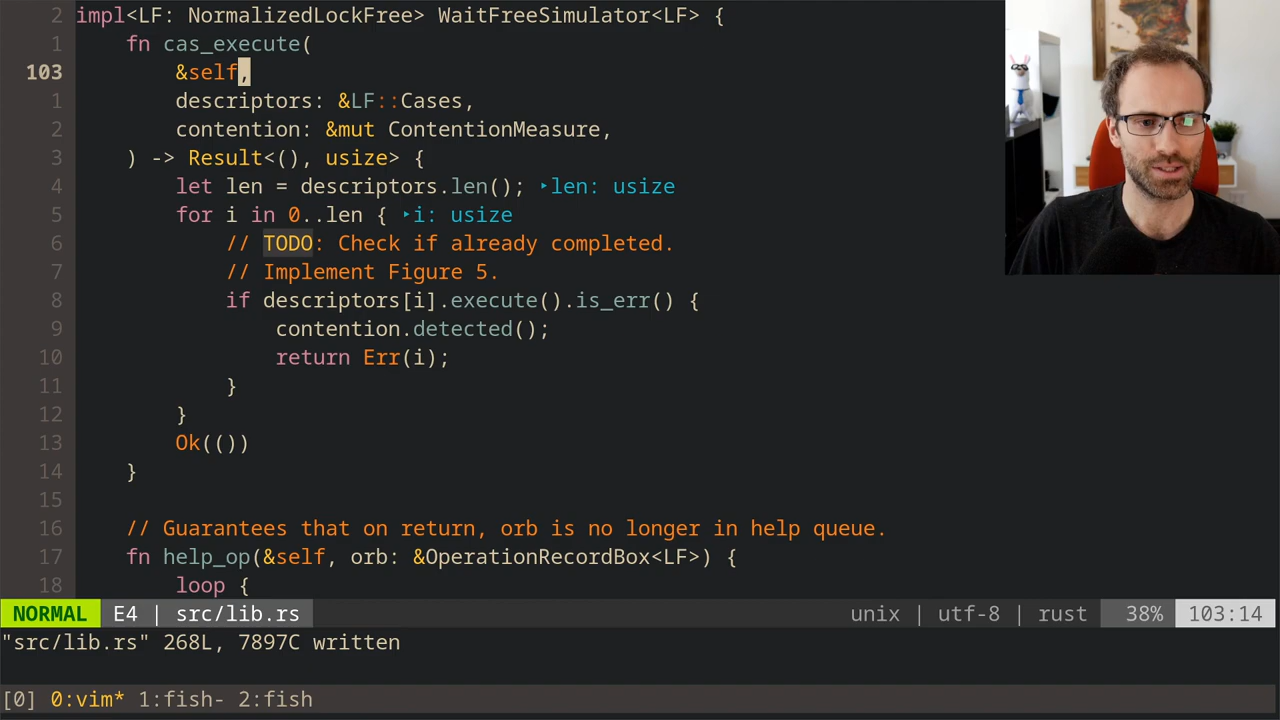 2 impl<LF: NormalizedLockFree> WaitFreeSimulator<LF> {
1 fn cas_execute(
103 &self,
1 descriptors: &LF::Cases,
2 contention: &mut ContentionMeasure,
3 ) -> Result<(), usize> {
4 let len = descriptors.len(); ‣len: usize
5 for i in 0..len { ‣i: usize
6 // TODO: Check if already completed.
7 // Implement Figure 5.
8 if descriptors[i].execute().is_err() {
9 contention.detected();
10 return Err(i);
11 }
12 }
13 Ok(())
14 }
15
16 // Guarantees that on return, orb is no longer in help queue.
17 fn help_op(&self, orb: &OperationRecordBox<LF>) {
18 loop {
NORMAL E4 | src/lib.rs unix | utf-8 | rust 38% 103:14
"src/lib.rs" 268L, 7897C written
[0] 0:vim* 1:fish- 2:fish